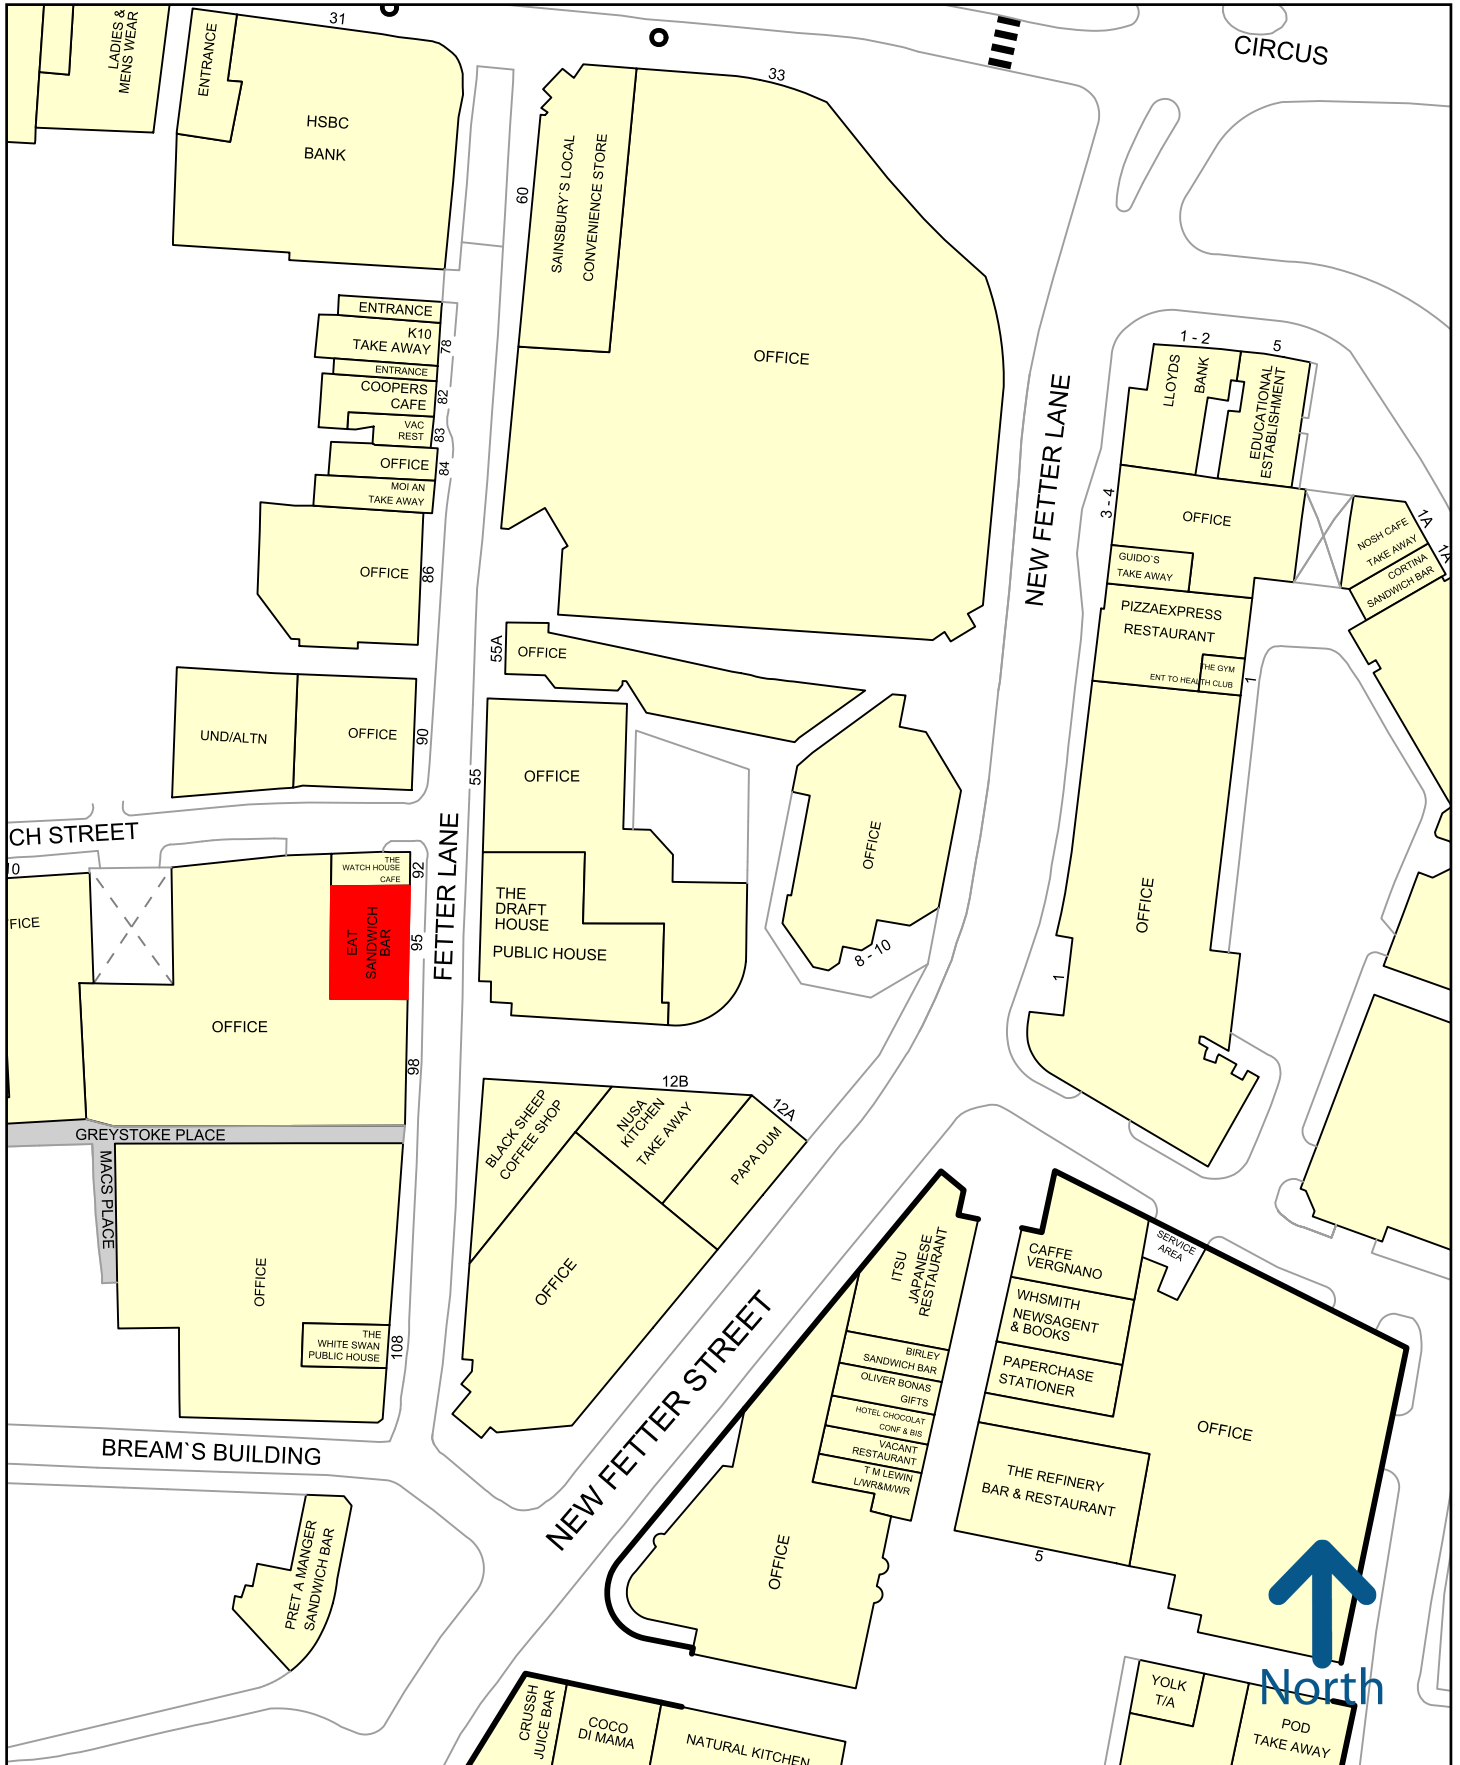 31
LADIES &
MENS WEAR
ENTRANCE
HSBC
BANK
33
CIRCUS
60
SAINSBURY`S LOCAL
CONVENIENCE STORE
OFFICE
ENTRANCE
K10
TAKE AWAY
78
ENTRANCE
COOPERS
CAFE
82
VAC
REST
83
OFFICE
84
MOI AN
TAKE AWAY
OFFICE
86
NEW FETTER LANE
1 - 2
5
LLOYDS
BANK
EDUCATIONAL
ESTABLISHMENT
3 - 4
OFFICE
GUIDO`S
TAKE AWAY
1A
NOSH CAFE
TAKE AWAY
1A
CORTINA
SANDWICH BAR
PIZZAEXPRESS
RESTAURANT
THE GYM
ENT TO HEALTH CLUB
1
55A
OFFICE
UND/ALTN
OFFICE
90
55
OFFICE
CH STREET
10
FETTER LANE
THE
WATCH HOUSE
CAFE
92
FICE
EAT
SANDWICH
BAR
95
THE
DRAFT
HOUSE
PUBLIC HOUSE
OFFICE
8 - 10
OFFICE
1
OFFICE
98
GREYSTOKE PLACE
MACS PLACE
OFFICE
THE
WHITE SWAN
PUBLIC HOUSE
108
12B
12A
BLACK SHEEP
COFFEE SHOP
NUSA
KITCHEN
TAKE AWAY
PAPA DUM
OFFICE
BREAM`S BUILDING
NEW FETTER STREET
ITSU
JAPANESE
RESTAURANT
BIRLEY
SANDWICH BAR
OLIVER BONAS
GIFTS
HOTEL CHOCOLAT
CONF & BIS
VACANT
RESTAURANT
T M LEWIN
L/WR&M/WR
OFFICE
CAFFE
VERGNANO
SERVICE
AREA
WHSMITH
NEWSAGENT
& BOOKS
PAPERCHASE
STATIONER
OFFICE
THE REFINERY
BAR & RESTAURANT
5
PRET A MANGER
SANDWICH BAR
North
CRUSSH
JUICE BAR
COCO
DI MAMA
NATURAL KITCHEN
YOLK
T/A
POD
TAKE AWAY